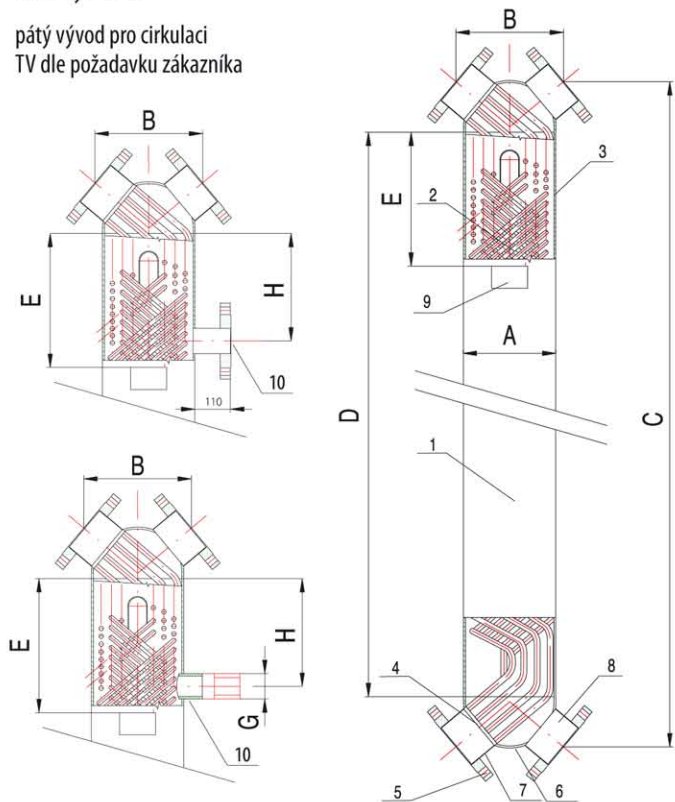 pátý vývod pro cirkulaci
TV dle požadavku zákazníka
B
E
H
10
110
B
E
H
G
10
B
E
2
3
9
A
D
C
1
4
8
5
7
6